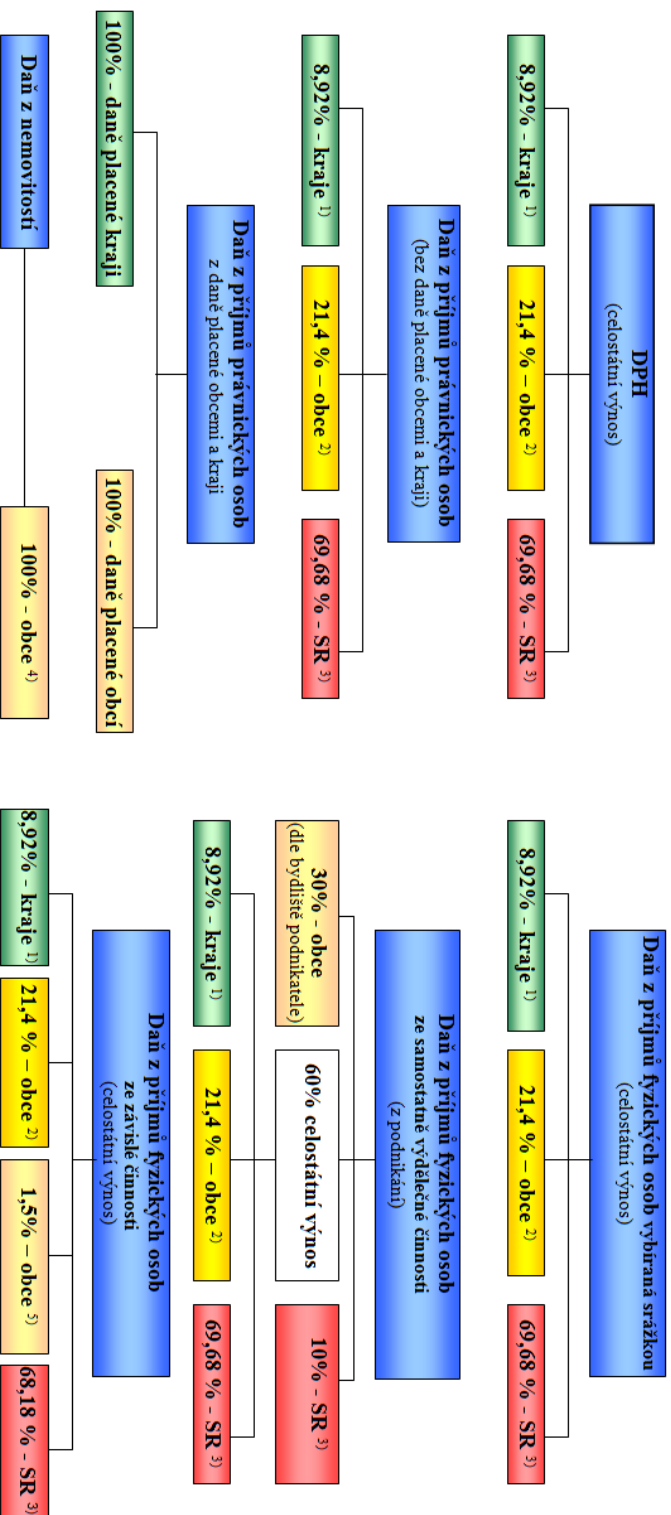 DPH
(celostátní výnos)
8,92% - kraje 1)
21,4 % – obce 2)
69,68 % - SR 3)
Daň z příjmů právnických osob
(bez daně placené obcemi a kraji)
8,92% - kraje 1)
21,4 % – obce 2)
69,68 % - SR 3)
Daň z příjmů právnických osob
z daně placené obcemi a kraji
100% - daně placené kraji
100% - daně placené obcí
Daň z nemovitostí
100% - obce 4)
Daň z příjmů fyzických osob vybíraná srážkou
(celostátní výnos)
8,92% - kraje 1)
21,4 % – obce 2)
69,68 % - SR 3)
Daň z příjmů fyzických osob
ze samostatně výdělečné činnosti
(z podnikání)
30% - obce
(dle bydliště podnikatele)
60% celostátní výnos
10% - SR 3)
8,92% - kraje 1)
21,4 % – obce 2)
69,68 % - SR 3)
Daň z příjmů fyzických osob
ze závislé činnosti
(celostátní výnos)
8,92% - kraje 1)
21,4 % – obce 2)
1,5% – obce 5)
68,18 % - SR 3)